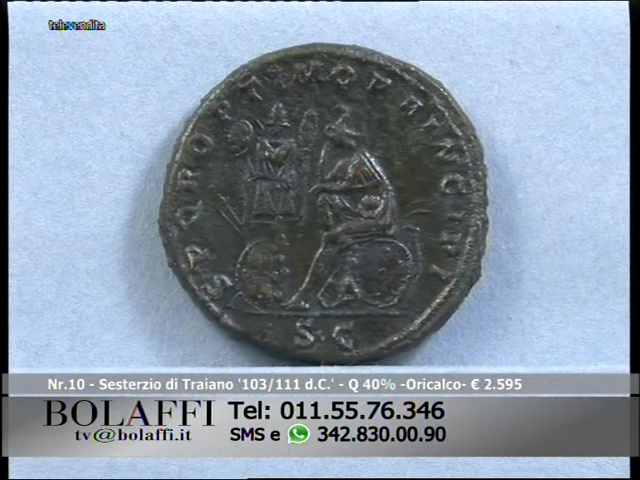 televendita
SPQR OPTIMO PRINCIPI
S·C
Nr.10 - Sesterzio di Traiano '103/111 d.C.' - Q 40% -Oricalco- € 2.595
BOLAFFI
tv@bolaffi.it
Tel: 011.55.76.346
SMS e 342.830.00.90